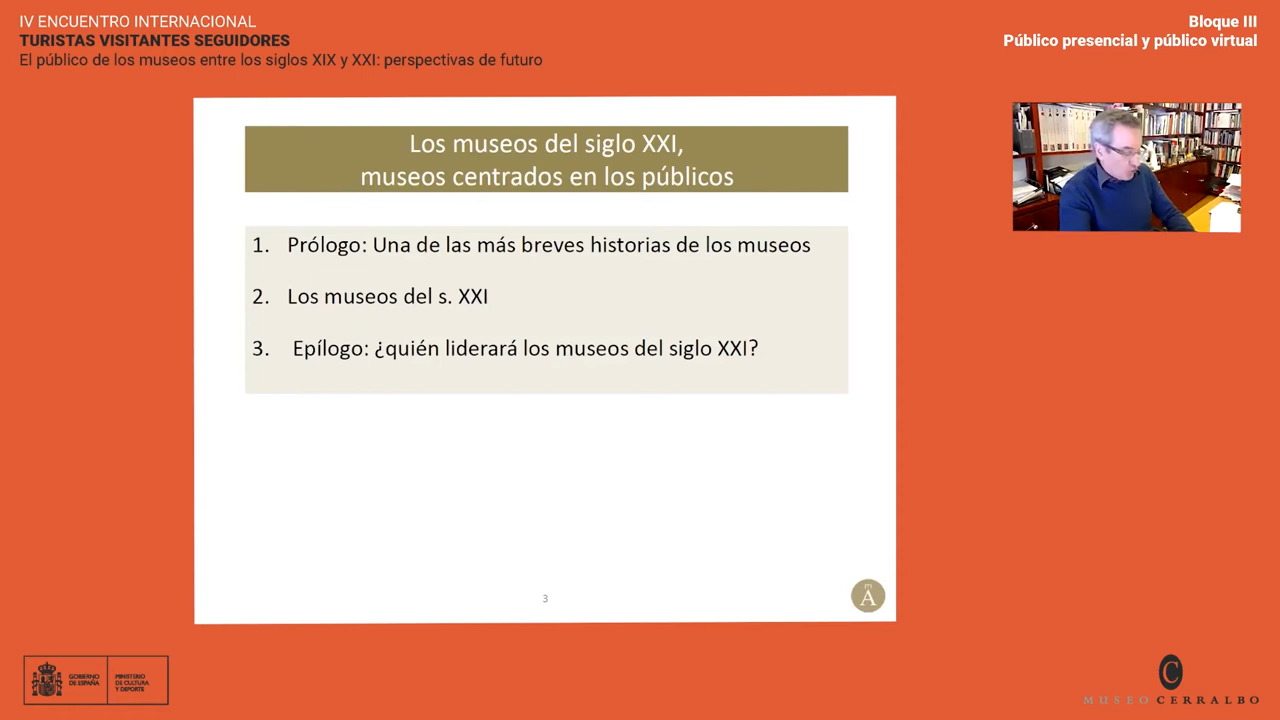 IV ENCUENTRO INTERNACIONAL
TURISTAS VISITANTES SEGUIDORES
El público de los museos entre los siglos XIX y XXI: perspectivas de futuro
Bloque III
Público presencial y público virtual
Los museos del siglo XXI,
museos centrados en los públicos
1. Prólogo: Una de las más breves historias de los museos
2. Los museos del s. XXI
3. Epílogo: ¿quién liderará los museos del siglo XXI?
3
m
A
GOBIERNO
DE ESPAÑA
MINISTERIO
DE CULTURA
Y DEPORTE
C
MUSEO CERRALBO